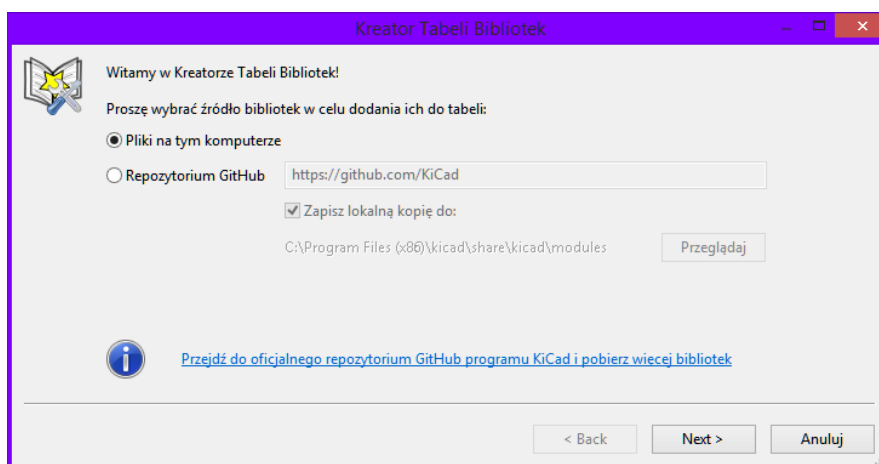 Kreator Tabeli Bibliotek
Witamy w Kreatorze Tabeli Bibliotek!
Proszę wybrać źródło bibliotek w celu dodania ich do tabeli:
Pliki na tym komputerze
Repozytorium GitHub https://github.com/KiCad
Zapisz lokalną kopię do:
C:\Program Files (x86)\kicad\share\kicad\modules Przeglądaj
Przejdź do oficjalnego repozytorium GitHub programu KiCad i pobierz więcej bibliotek
< Back Next > Anuluj